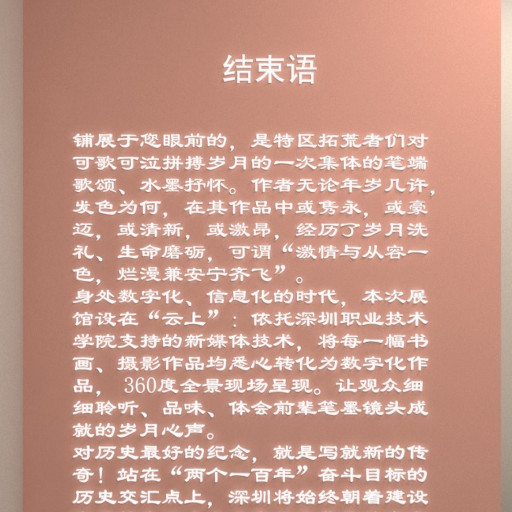 结束语
铺展于您眼前的，是特区拓荒者们对
可歌可泣拼搏岁月的一次集体的笔端
歌颂、水墨抒怀。作者无论年岁几许，
发色为何，在其作品中或隽永，或豪
迈，或清新，或激昂，经历了岁月洗
礼、生命磨砺，可谓“激情与从容一
色，烂漫兼安宁齐飞”。
身处数字化、信息化的时代，本次展
馆设在“云上”：依托深圳职业技术
学院支持的新媒体技术，将每一幅书
画、摄影作品均悉心转化为数字化作
品，360度全景现场呈现。让观众细
细聆听、品味、体会前辈笔墨镜头成
就的岁月心声。
对历史最好的纪念，就是写就新的传
奇！站在“两个一百年”奋斗目标的
历史交汇点上，深圳将始终朝着建设